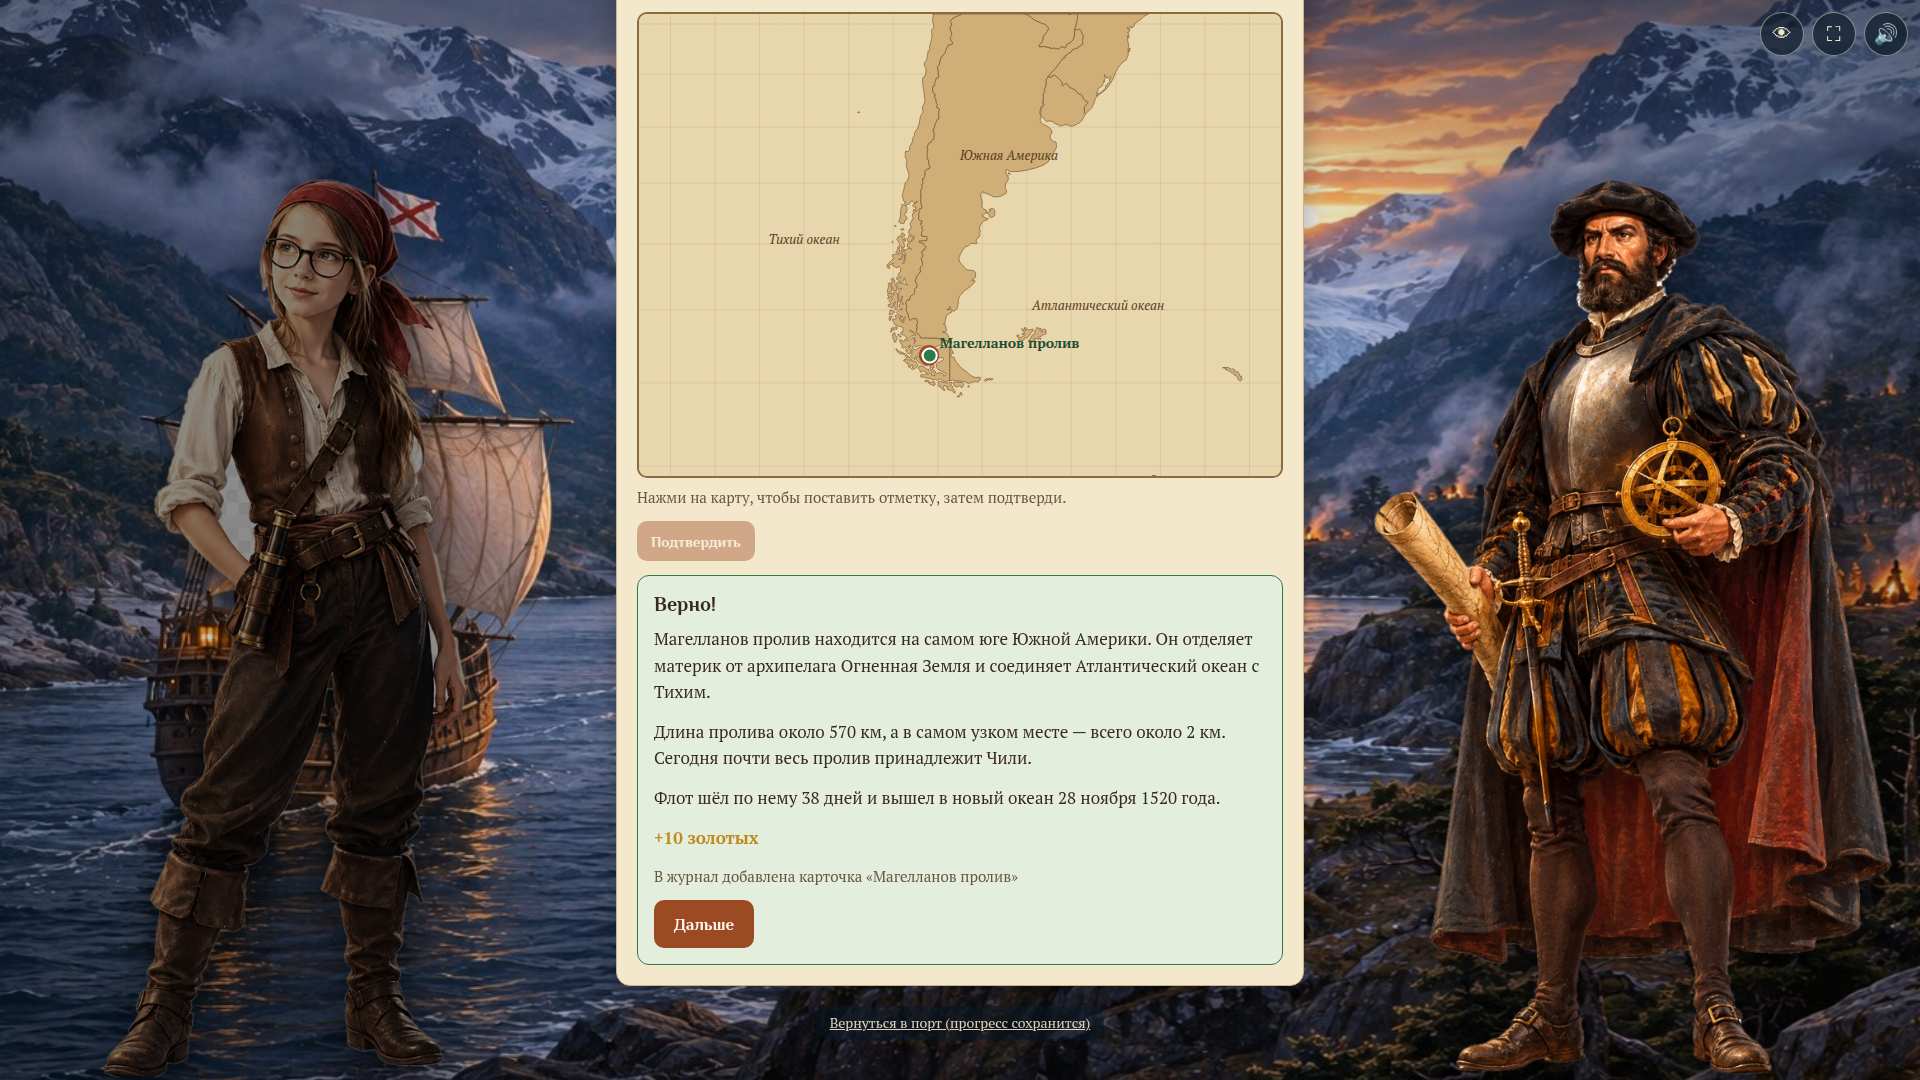 Южная Америка
Тихий океан
Атлантический океан
Магелланов пролив
Нажми на карту, чтобы поставить отметку, затем подтверди.
Подтвердить
Верно!
Магелланов пролив находится на самом юге Южной Америки. Он отделяет
материк от архипелага Огненная Земля и соединяет Атлантический океан с
Тихим.
Длина пролива около 570 км, а в самом узком месте — всего около 2 км.
Сегодня почти весь пролив принадлежит Чили.
Флот шёл по нему 38 дней и вышел в новый океан 28 ноября 1520 года.
+10 золотых
В журнал добавлена карточка «Магелланов пролив»
Дальше
Вернуться в порт (прогресс сохранится)